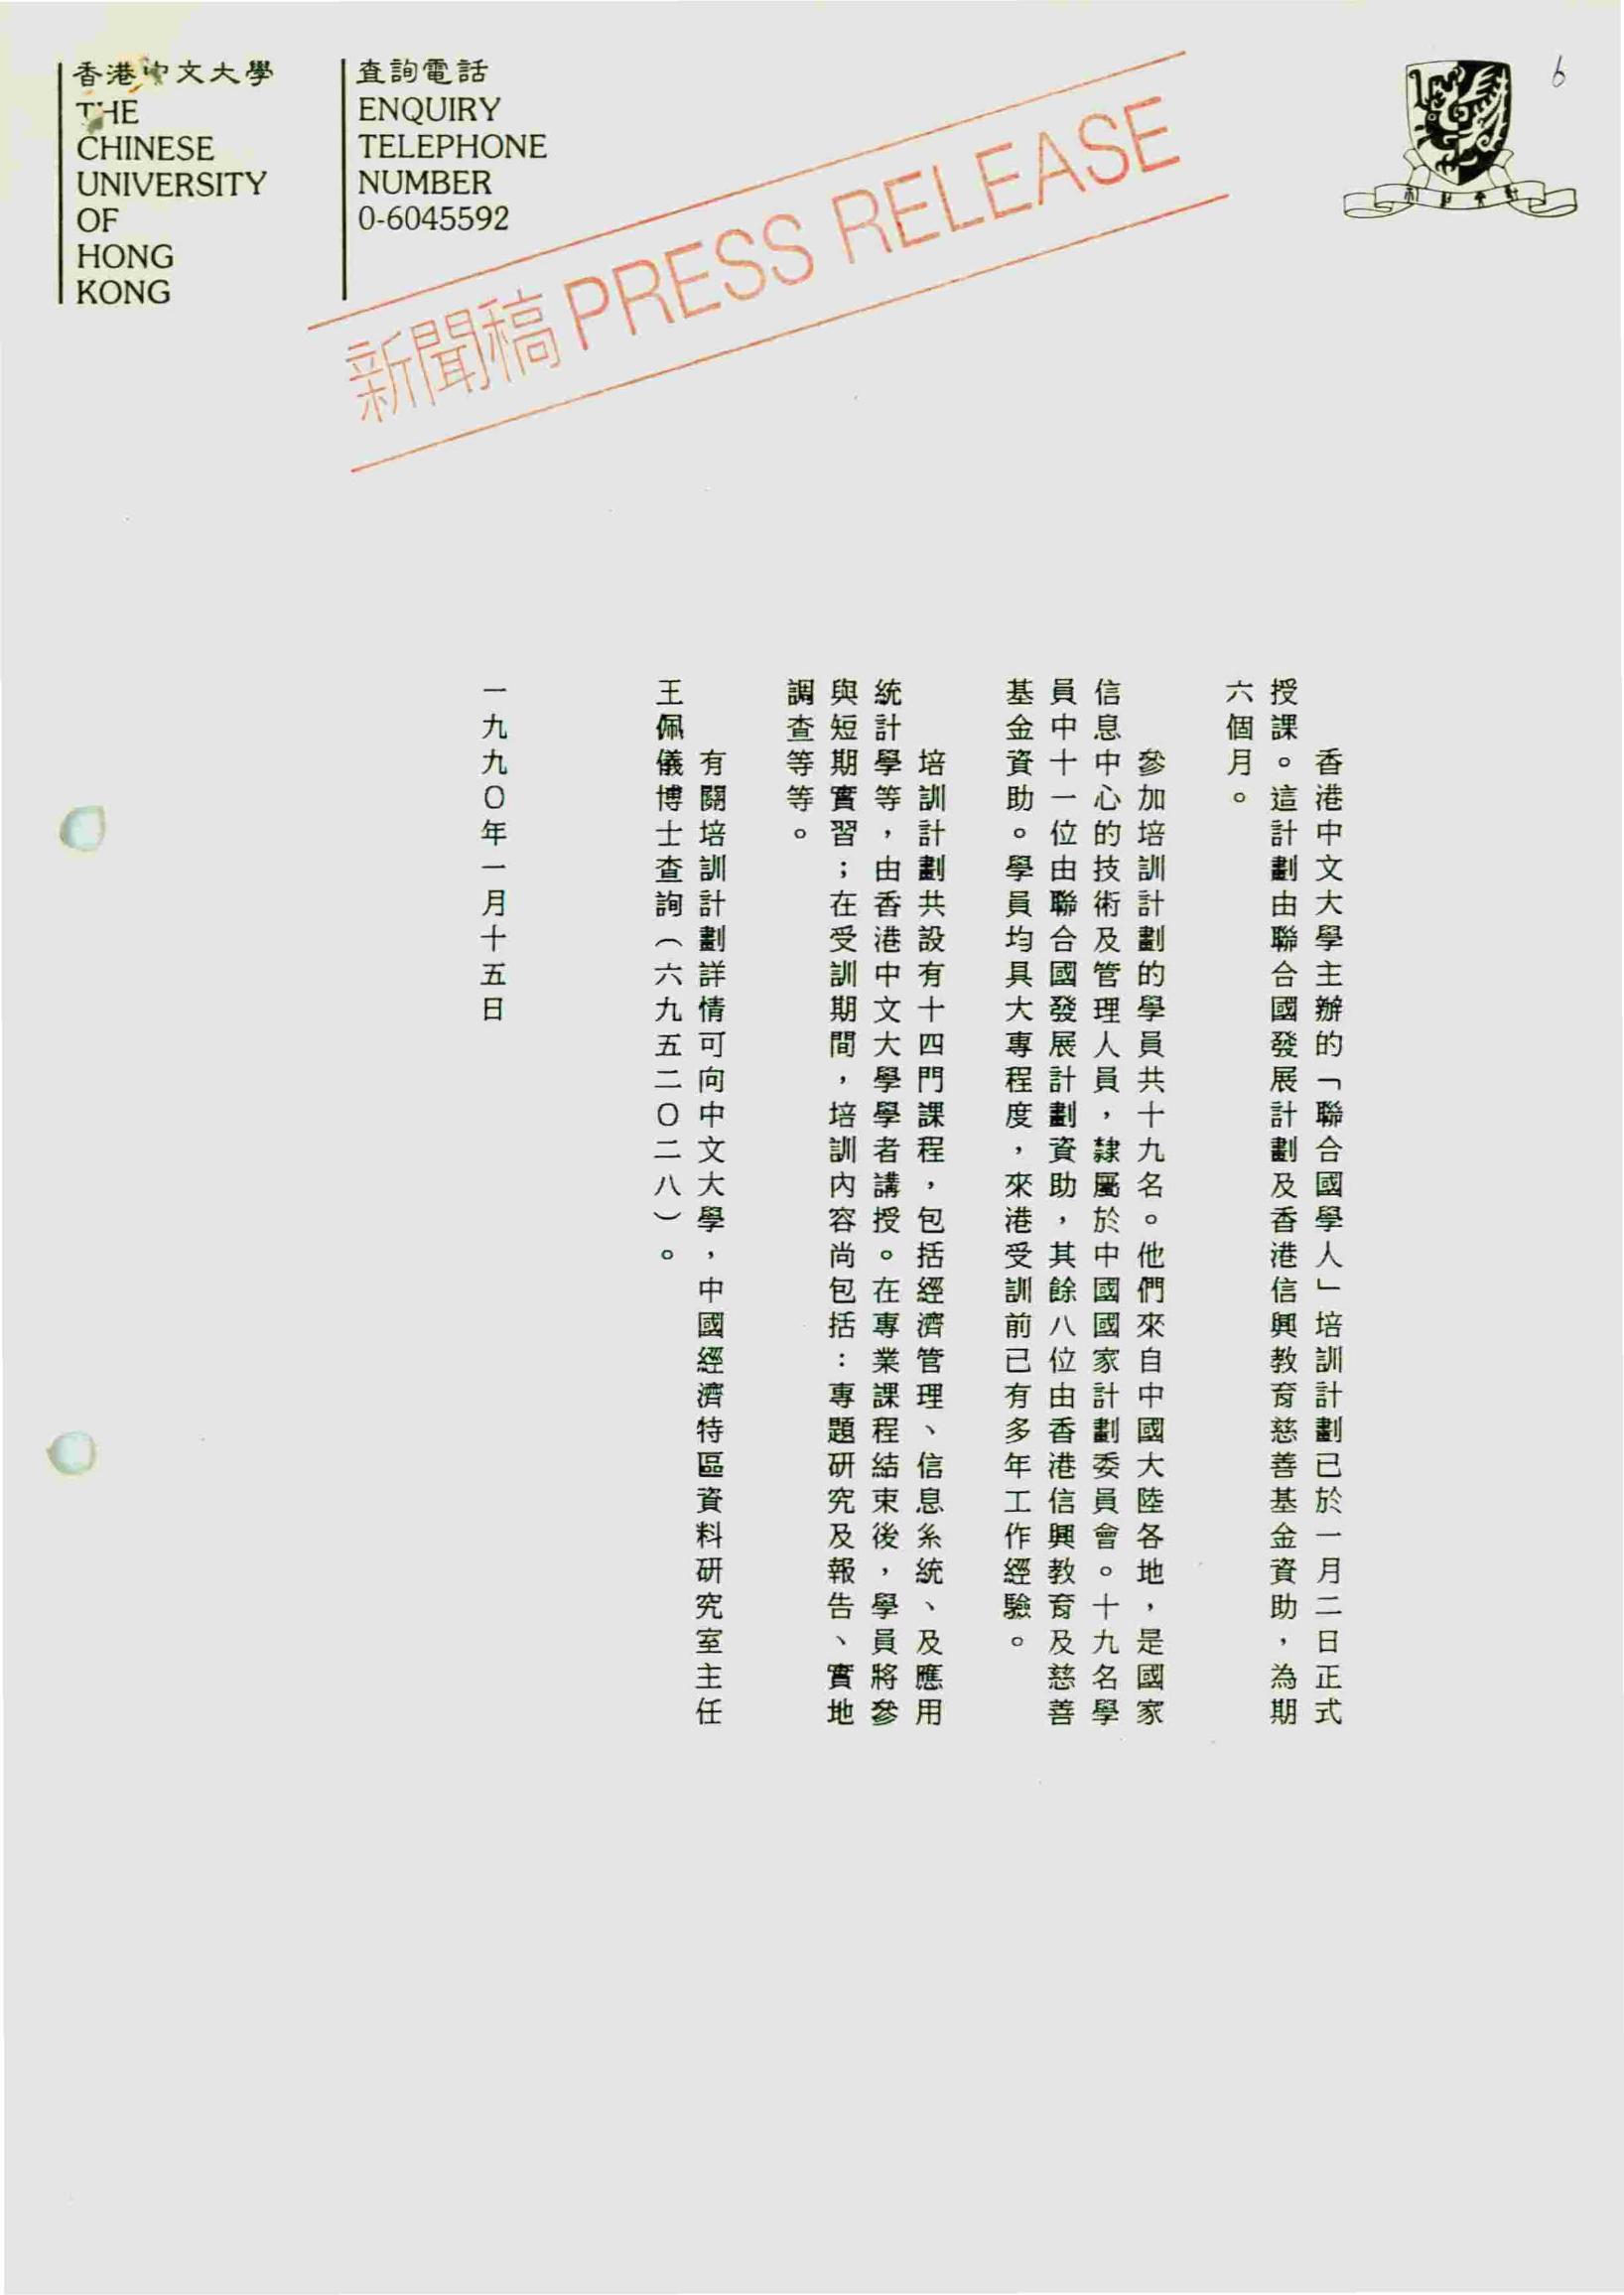 香港中文大學
THE
CHINESE
UNIVERSITY
OF
HONG
KONG
查詢電話
ENQUIRY
TELEPHONE
NUMBER
0-6045592
新聞稿 PRESS RELEASE
6
香港中文大學主辦的「聯合國學人」培訓計劃已於一月二日正式
授課。這計劃由聯合國發展計劃及香港信興教育慈善基金資助，為期
六個月。
參加培訓計劃的學員共十九名。他們來自中國大陸各地，是國家
信息中心的技術及管理人員，隸屬於中國國家計劃委員會。十九名學
員中十一位由聯合國發展計劃資助，其餘八位由香港信興教育及慈善
基金資助。學員均具大專程度，來港受訓前已有多年工作經驗。
培訓計劃共設有十四門課程，包括經濟管理、信息系統、及應用
統計學等，由香港中文大學學者講授。在專業課程結束後，學員將參
與短期實習；在受訓期間，培訓內容尚包括：專題研究及報告、實地
調查等等。
有關培訓計劃詳情可向中文大學，中國經濟特區資料研究室主任
王佩儀博士查詢（六九五二〇二八）。
一九九〇年一月十五日